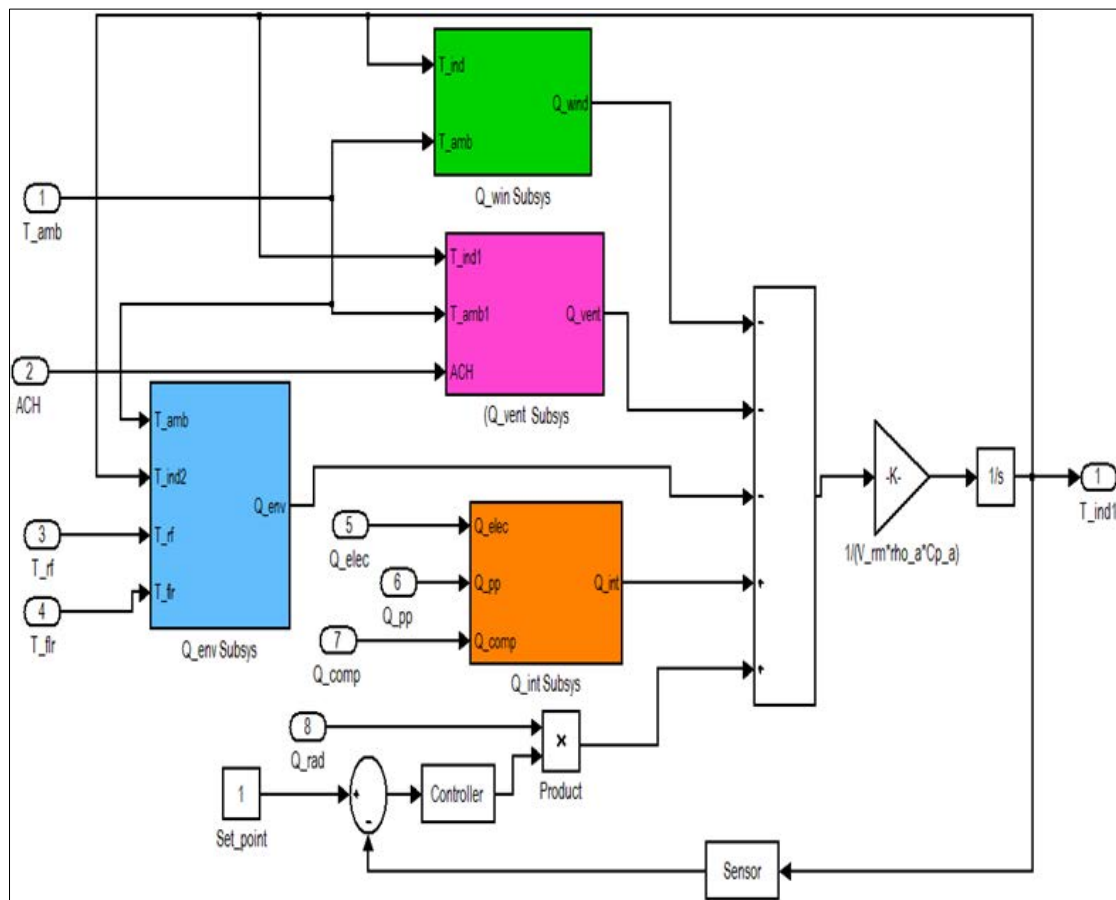 T_ind
Q_wind
T_amb
Q_win Subsys
1
T_amb
T_ind1
T_amb1
Q_vent
ACH
(Q_vent Subsys
2
ACH
T_amb
T_ind2
Q_env
T_rf
T_flr
Q_env Subsys
3
T_rf
4
T_flr
5
Q_elec
6
Q_pp
7
Q_comp
Q_elec
Q_pp
Q_int
Q_comp
Q_int Subsys
8
Q_rad
×
Product
1
Set_point
+
-
Controller
Sensor
-
-
-
+
+
-K-
1/(V_rm*rho_a*Cp_a)
1/s
1
T_ind1